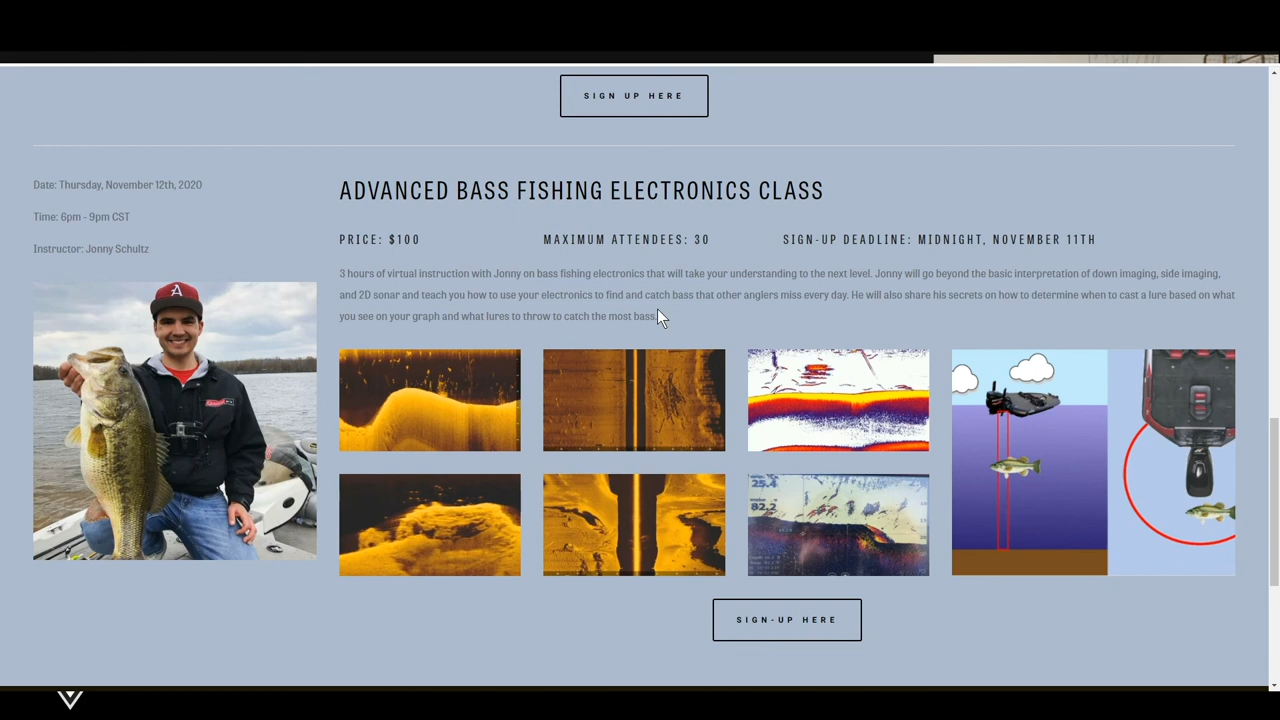 SIGN UP HERE
Date: Thursday, November 12th, 2020
Time: 6pm - 9pm CST
Instructor: Jonny Schultz
ADVANCED BASS FISHING ELECTRONICS CLASS
PRICE: $100
MAXIMUM ATTENDEES: 30
SIGN-UP DEADLINE: MIDNIGHT, NOVEMBER 11TH
3 hours of virtual instruction with Jonny on bass fishing electronics that will take your understanding to the next level. Jonny will go beyond the basic interpretation of down imaging, side imaging,
and 2D sonar and teach you how to use your electronics to find and catch bass that other anglers miss every day. He will also share his secrets on how to determine when to cast a lure based on what
you see on your graph and what lures to throw to catch the most bass.
A
25.4
82.2
SIGN-UP HERE